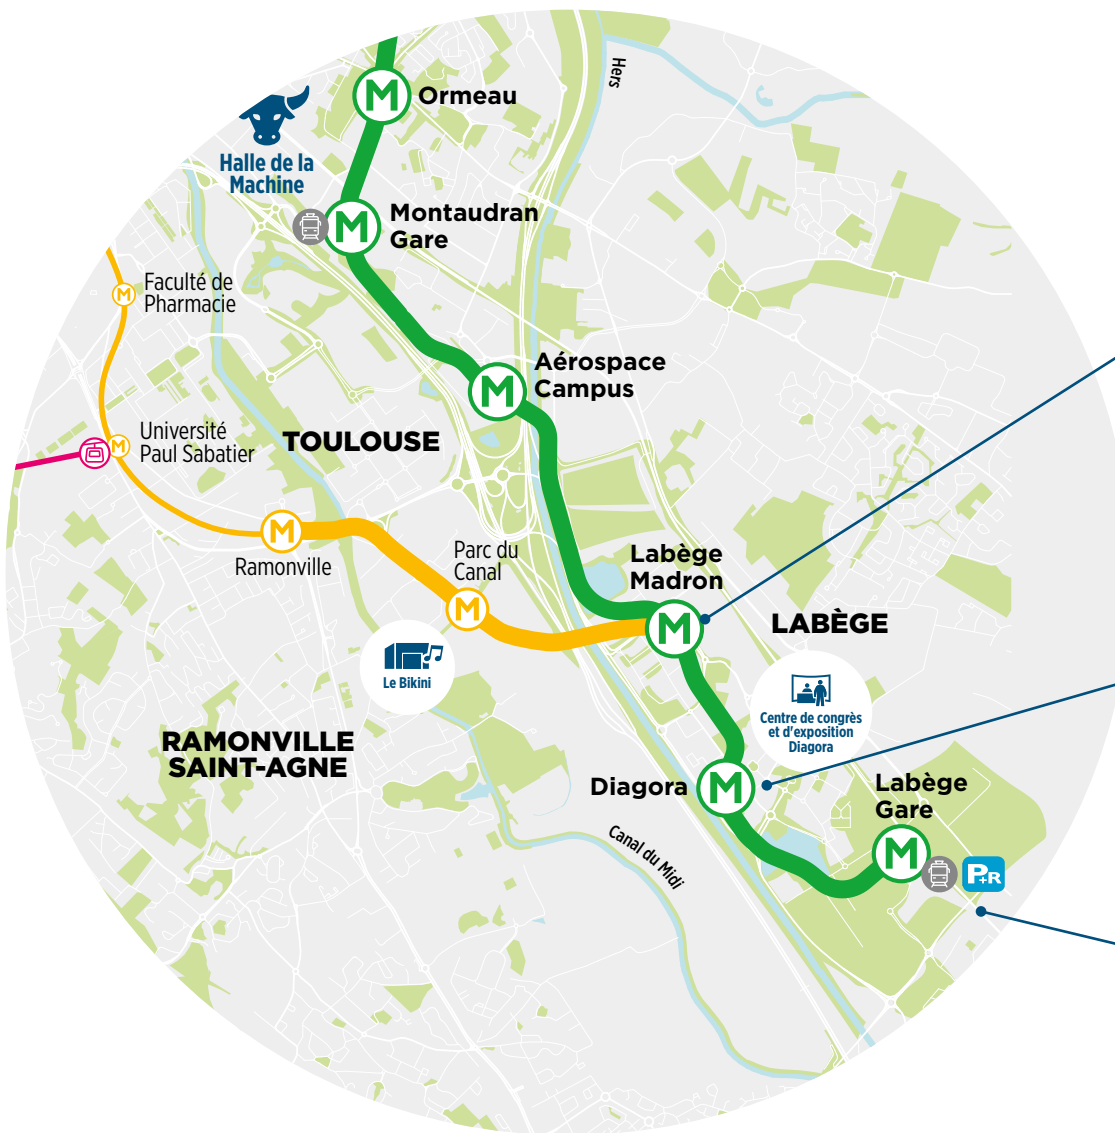 Hers
M
Ormeau
Halle de la
Machine
M
Montaudran
Gare
M
Faculté de
Pharmacie
M
Aérospace
Campus
M
Université
Paul Sabatier
TOULOUSE
M
Ramonville
Parc du
Canal
M
Labège
Madron
M
LABÈGE
Le Bikini
Centre de congrès
et d'exposition
Diagora
RAMONVILLE
SAINT-AGNE
Diagora
M
Labège
Gare
M
P+R
Canal du Midi